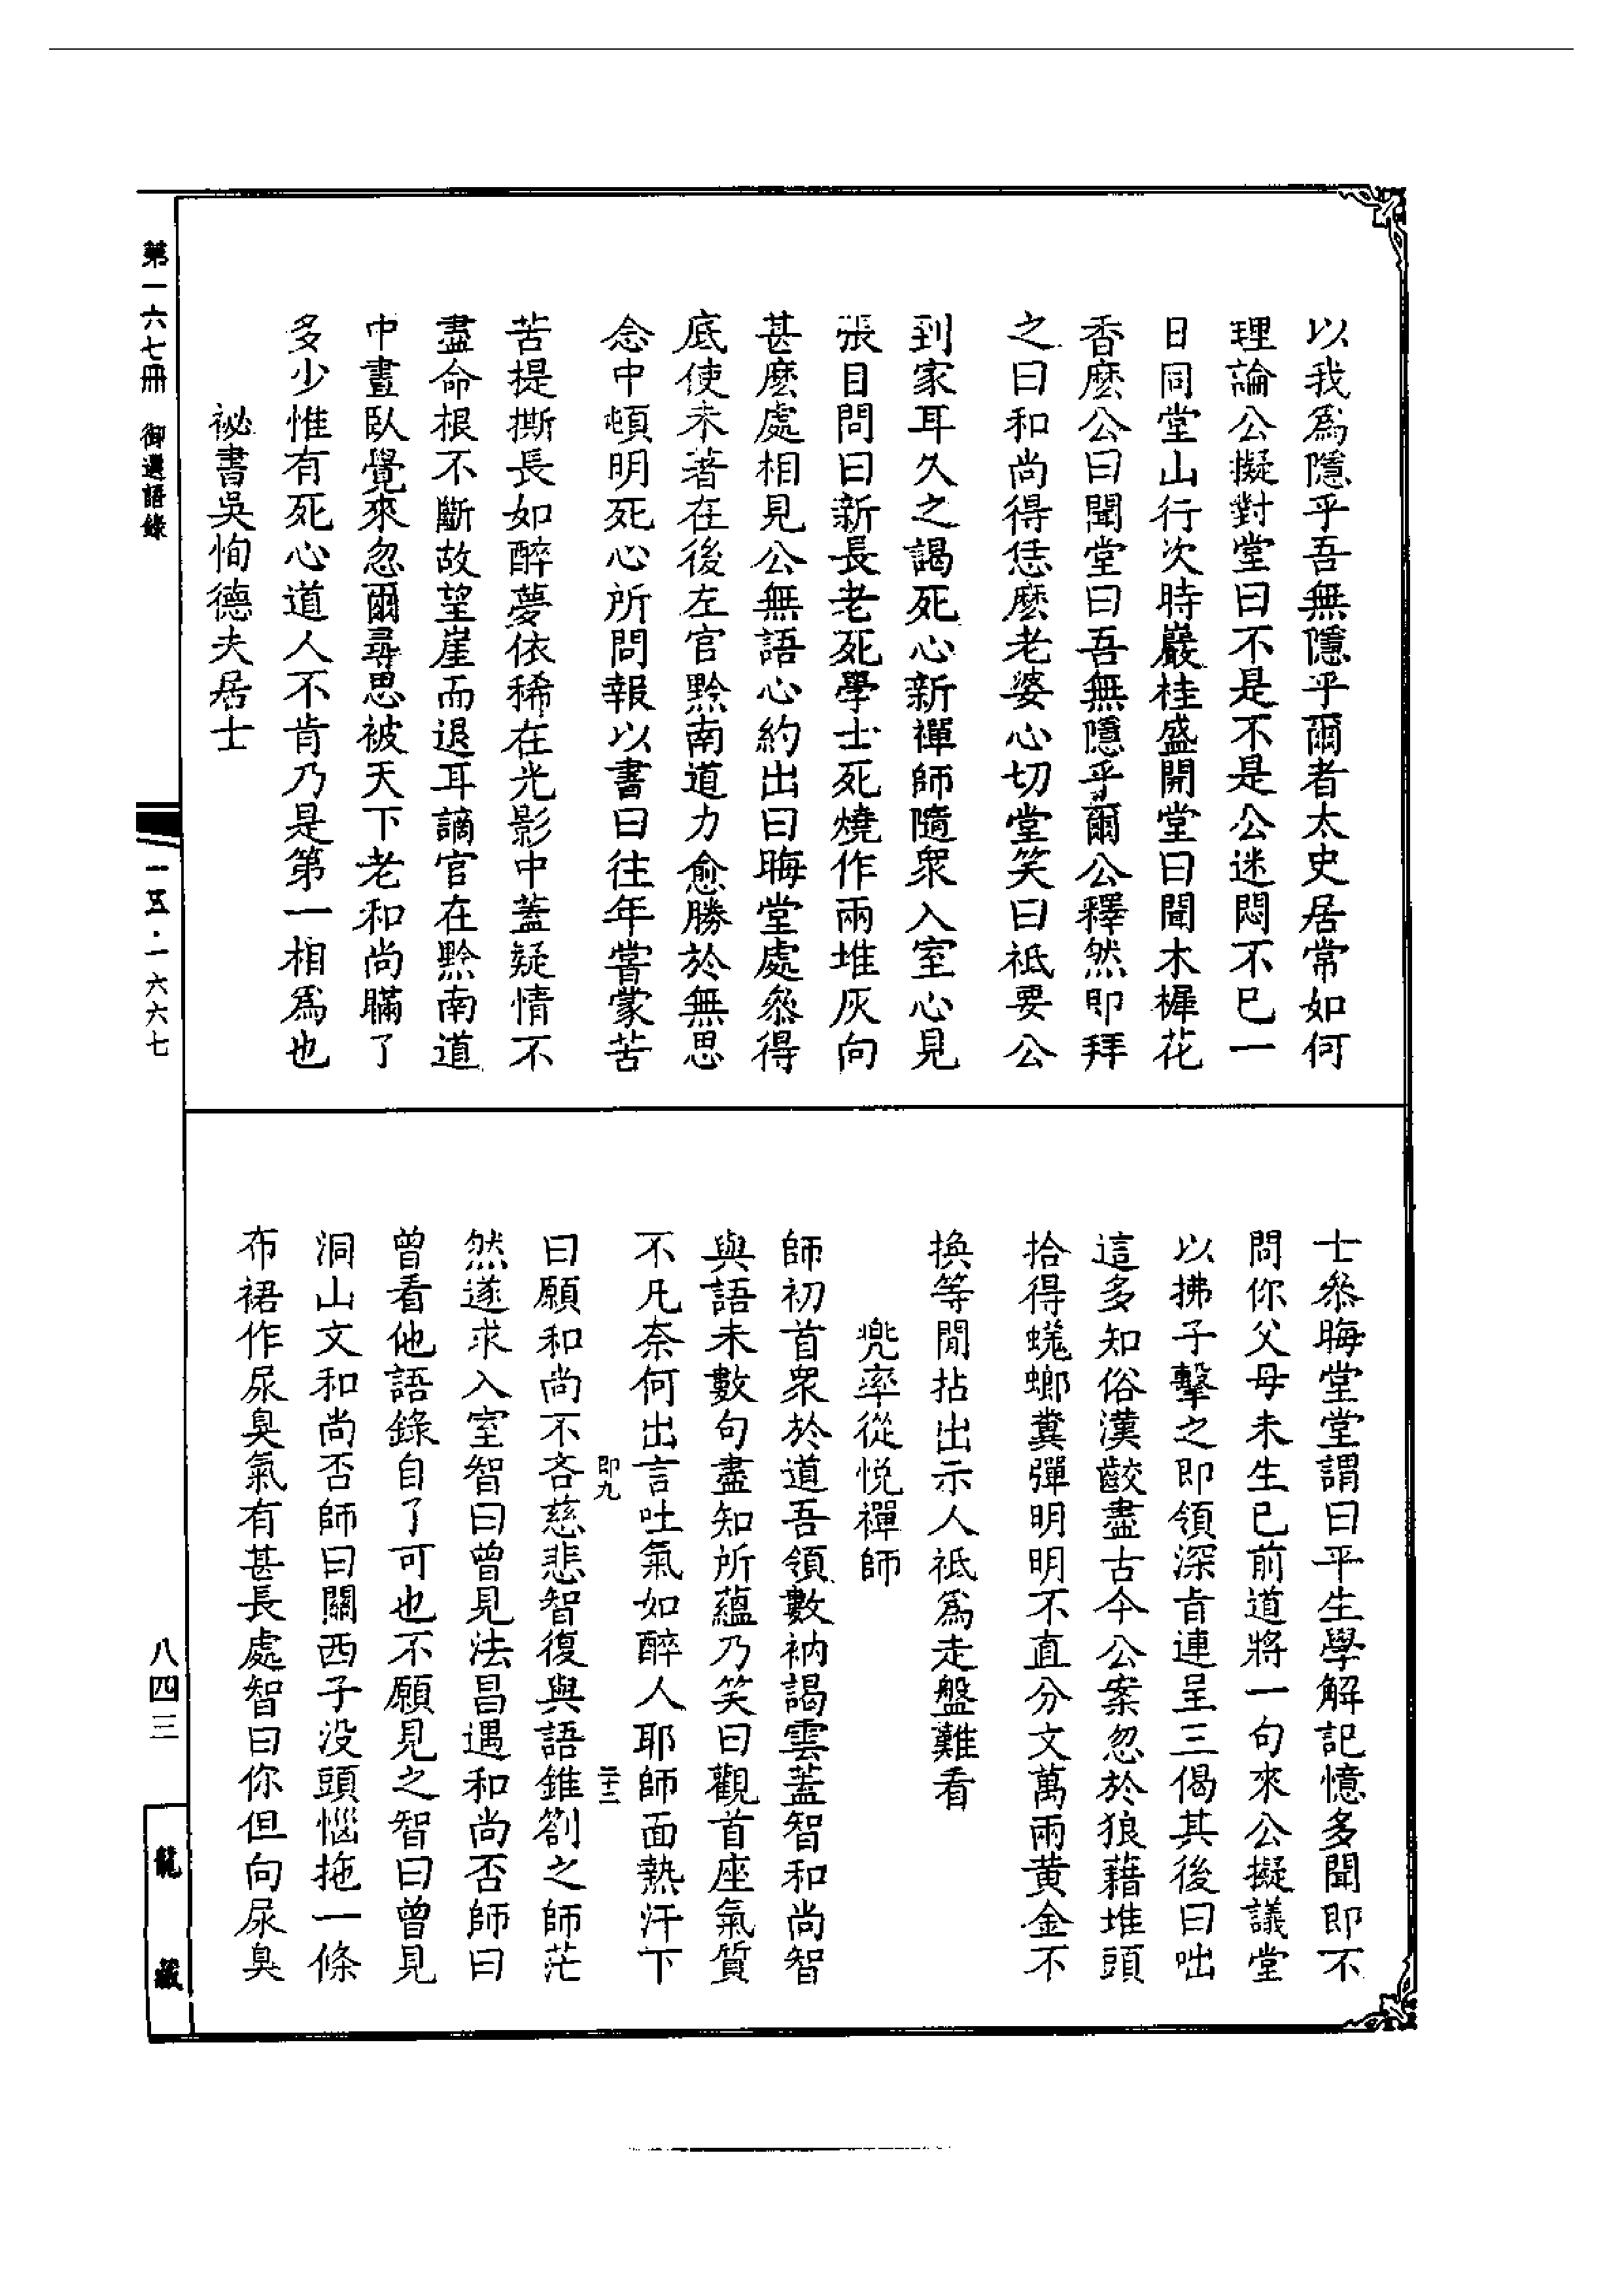 以我爲隱乎吾無隱乎爾者太史居常如何
理論公擬對堂曰不是不是公迷悶不已一
日同堂山行次時巖桂盛開堂曰聞木樨花
香麽公曰聞堂曰吾無隱乎爾公釋然即拜
之曰和尚得恁麽老婆心切堂笑曰祇要公
到家耳久之謁死心新禪師隨衆入室心見
張目問曰新長老死學士死燒作兩堆灰向
甚麽處相見公無語心約出曰晦堂處叅得
底使未著在後左官黔南道力愈勝於無思
念中頓明死心所問報以書曰往年嘗蒙苦
苦提撕長如醉夢依稀在光影中蓋疑情不
盡命根不斷故望崖而退耳謫官在黔南道
中晝臥覺來忽爾尋思被天下老和尚瞞了
多少惟有死心道人不肯乃是第一相爲也
祕書吳恂德夫居士
士叅晦堂堂謂曰平生學解記憶多聞即不
問你父母未生已前道將一句來公擬議堂
以拂子擊之即領深旨連呈三偈其後曰咄
這多知俗漢齩盡古今公案忽於狼藉堆頭
拾得蜣螂糞彈明明不直分文萬兩黄金不
換等閒拈出示人祇爲走盤難看
兠率從悦禪師
師初首衆於道吾領數衲謁雲蓋智和尚智
與語未數句盡知所蘊乃笑曰觀首座氣質
不凡奈何出言吐氣如醉人耶師面熱汗下
即九
二十三
曰願和尚不吝慈悲智復與語錐劄之師茫
然遂求入室智曰曾見法昌遇和尚否師曰
曾看他語錄自了可也不願見之智曰曾見
洞山文和尚否師曰關西子没頭惱拖一條
布裙作尿臭氣有甚長處智曰你但向尿臭
第一六七冊 御選語錄
一五·一六六七
八四三
龍藏